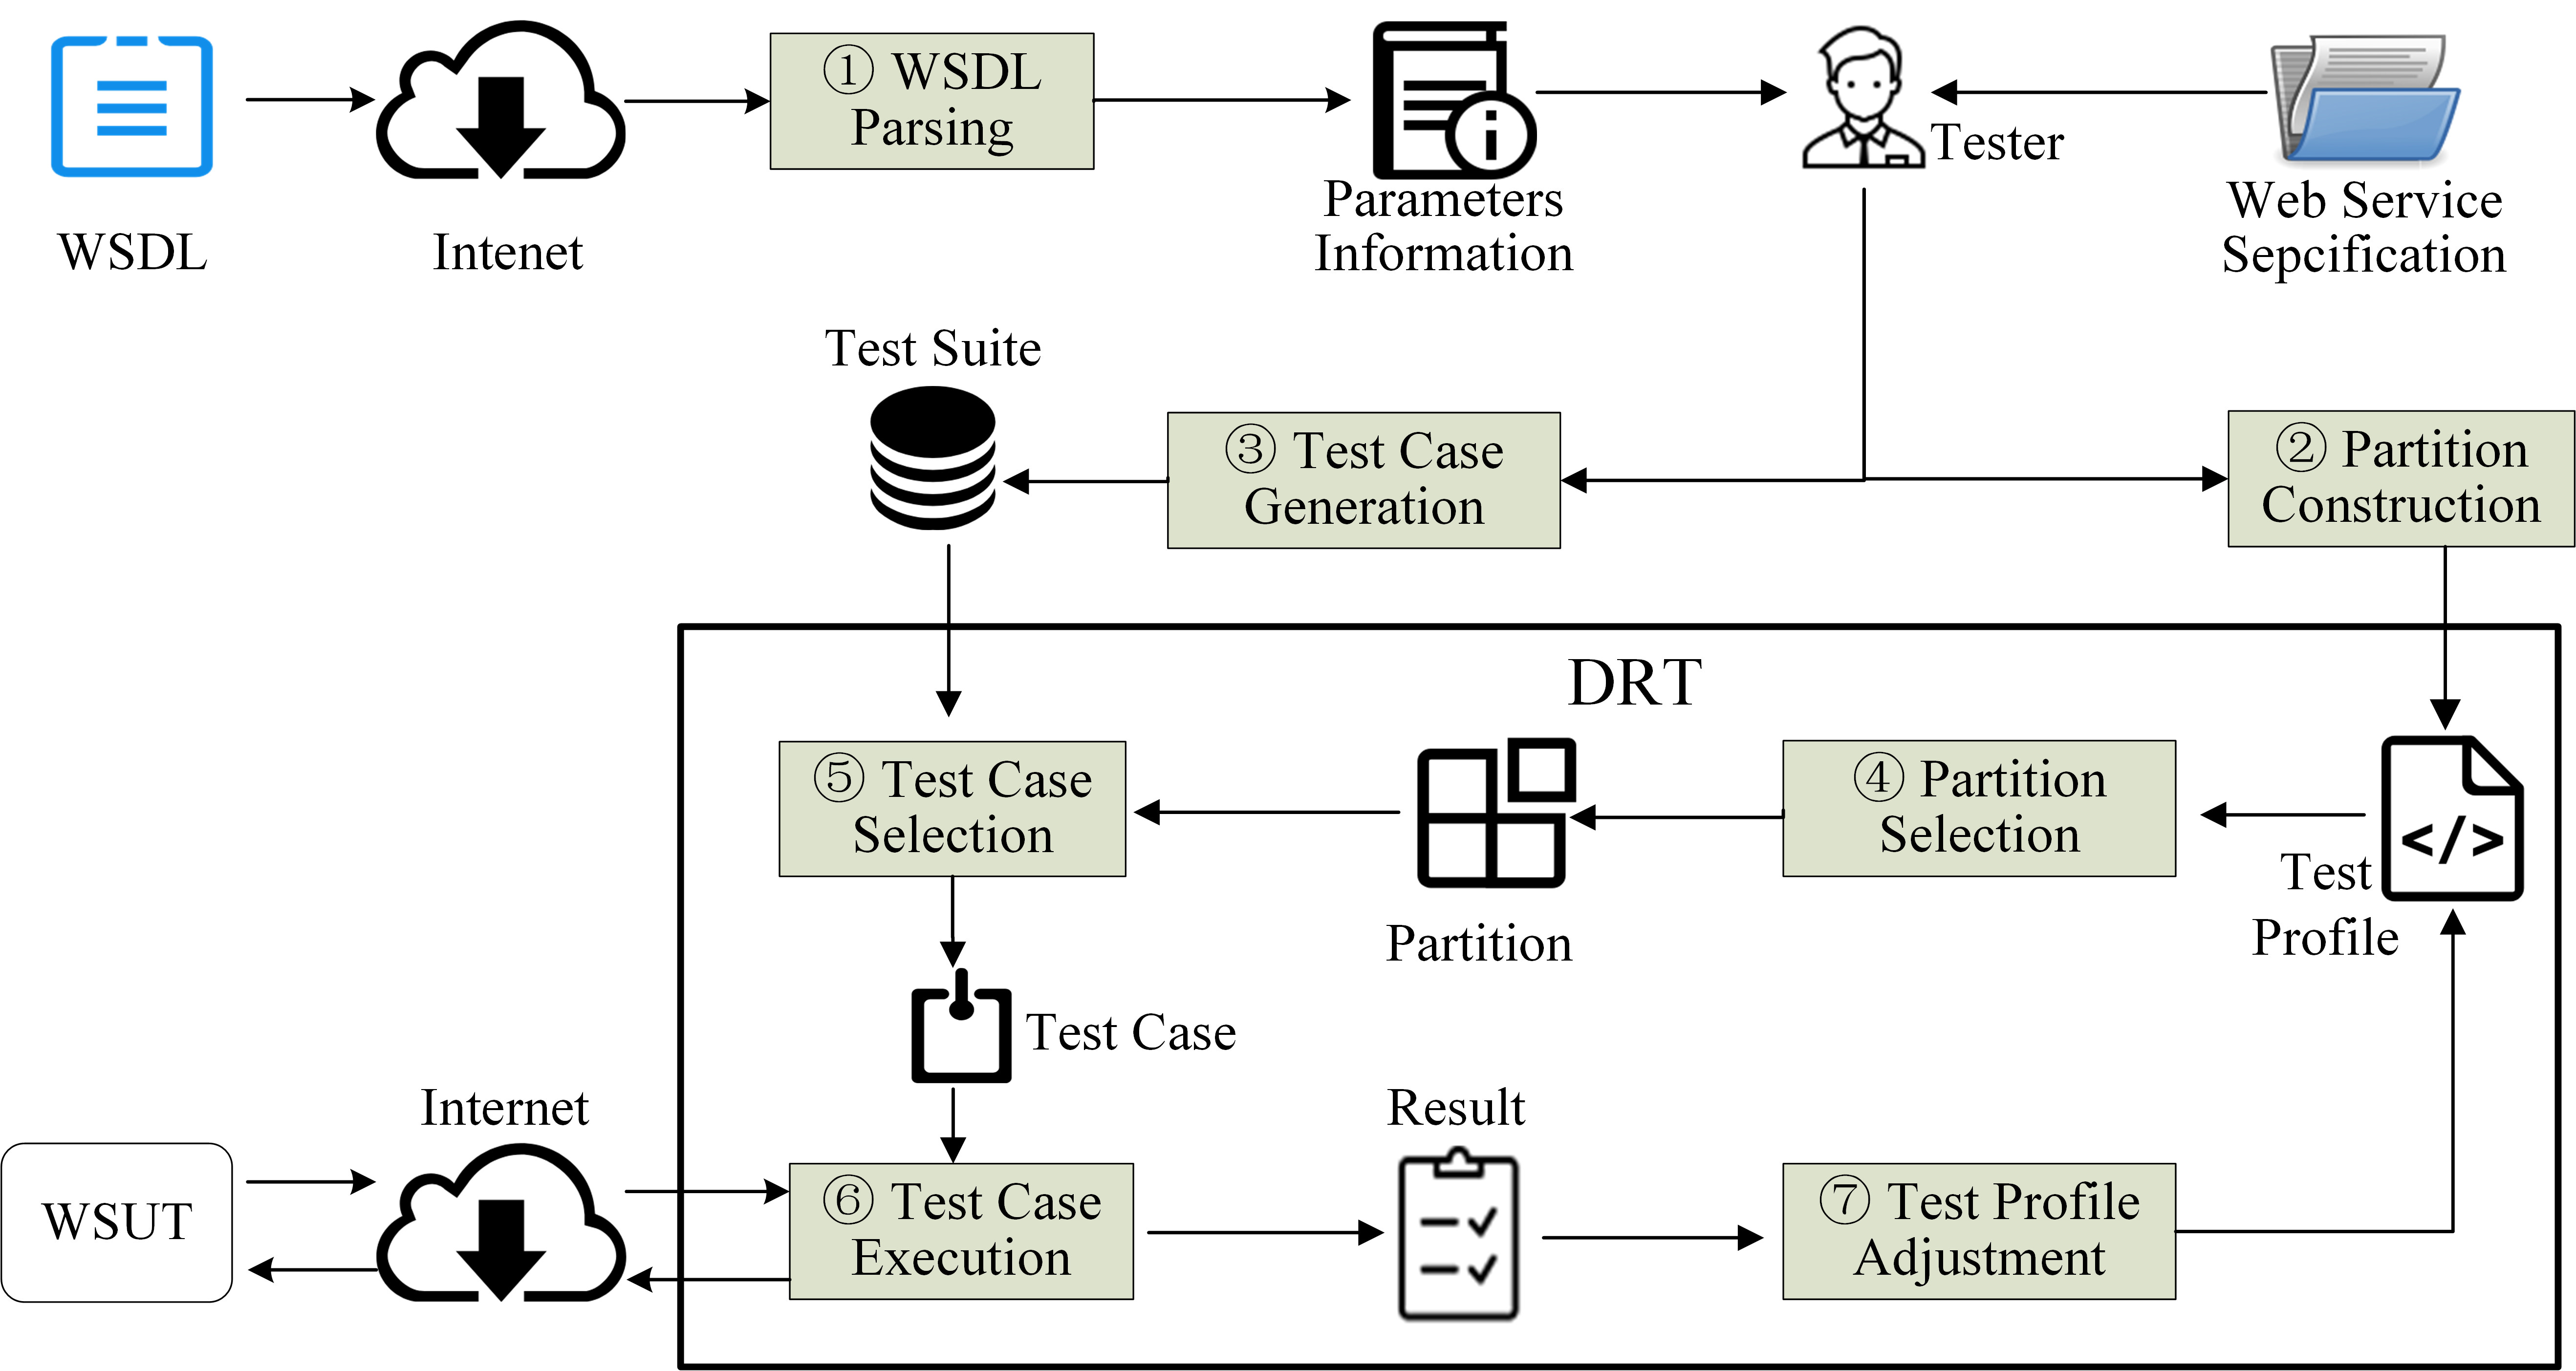 ① WSDL
Parsing
Tester
WSDL
Intenet
Parameters
Information
Web Service
Sepcification
Test Suite
③ Test Case
Generation
② Partition
Construction
DRT
⑤ Test Case
Selection
④ Partition
Selection
</>
Test
Profile
Partition
Test Case
Internet
Result
WSUT
⑥ Test Case
Execution
⑦ Test Profile
Adjustment